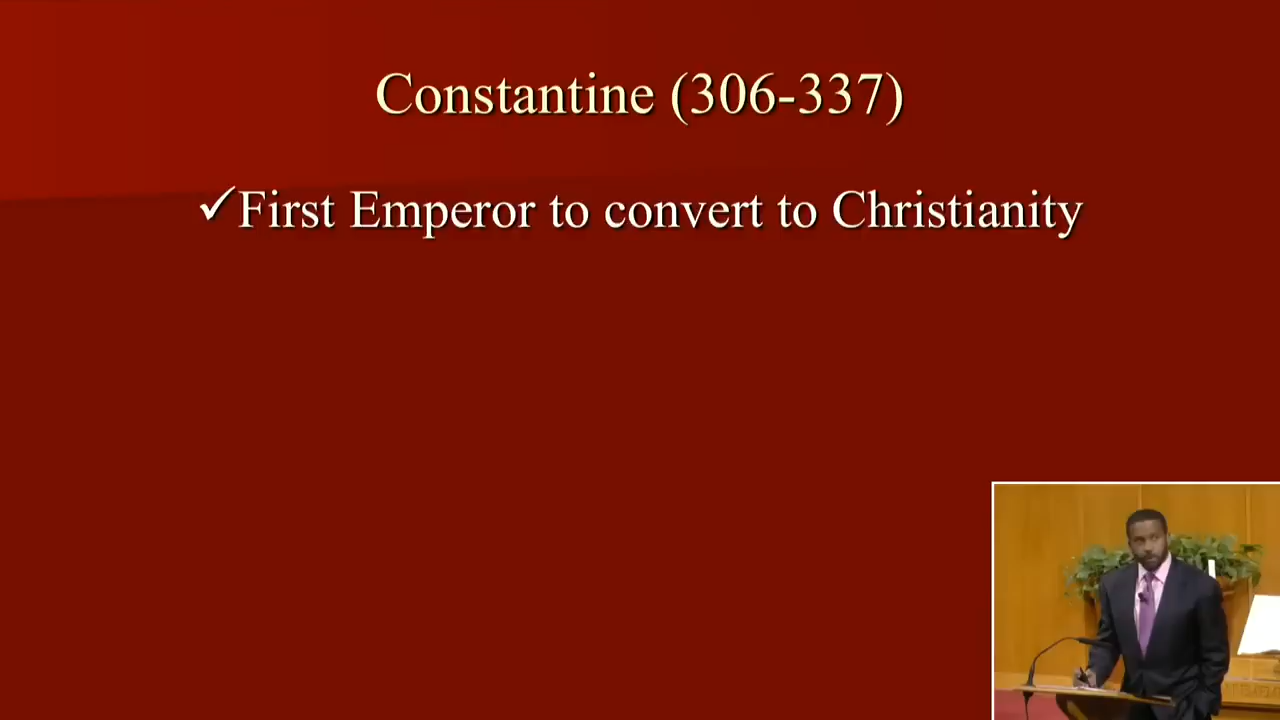 Constantine (306-337)
✓First Emperor to convert to Christianity